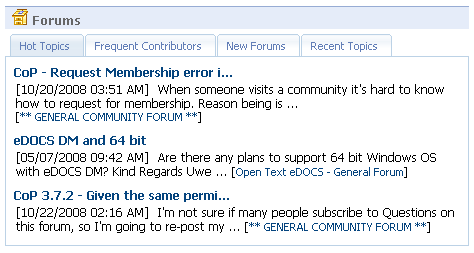 Forums
Hot Topics Frequent Contributors New Forums Recent Topics
CoP - Request Membership error i...
[10/20/2008 03:51 AM] When someone visits a community it's hard to know
how to request for membership. Reason being is ...
[** GENERAL COMMUNITY FORUM **]
eDOCS DM and 64 bit
[05/07/2008 09:42 AM] Are there any plans to support 64 bit Windows OS
with eDOCS DM? Kind Regards Uwe ... [Open Text eDOCS - General Forum]
CoP 3.7.2 - Given the same permi...
[10/22/2008 02:16 AM] I'm not sure if many people subscribe to Questions on
this forum, so I'm going to re-post my ... [** GENERAL COMMUNITY FORUM **]